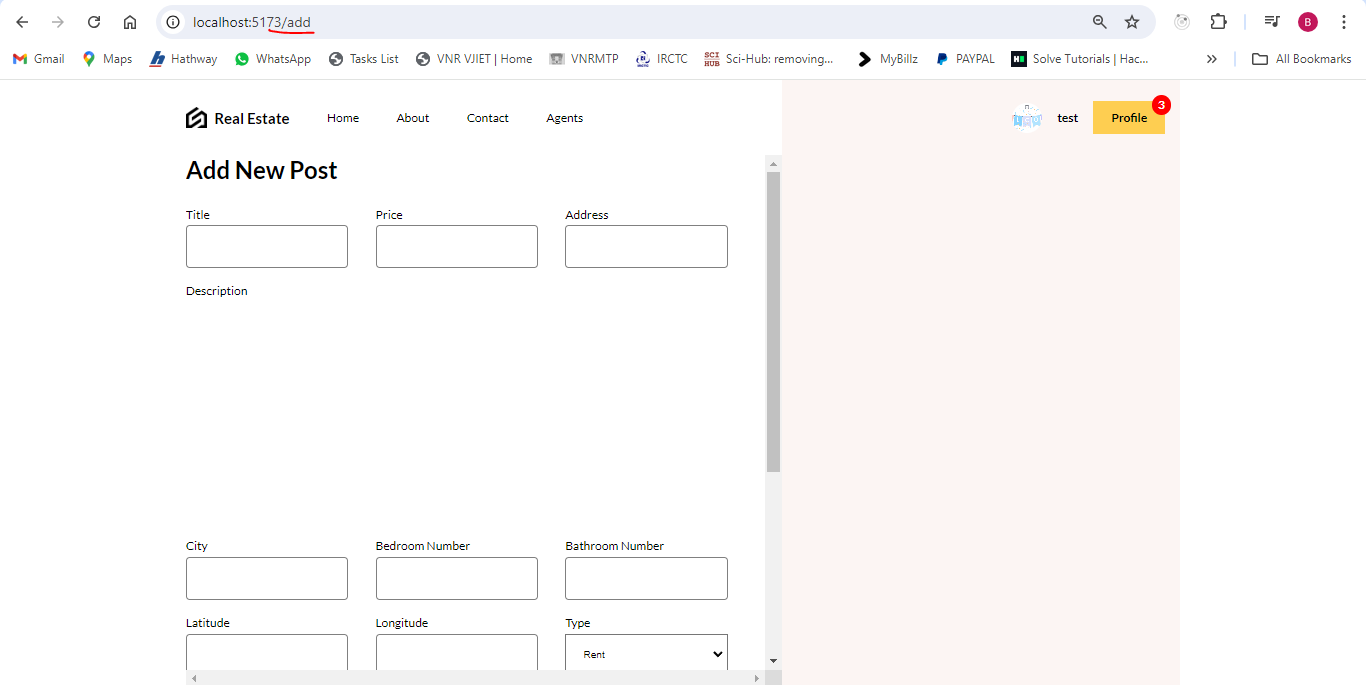 localhost:5173/add
B
Gmail Maps Hathway WhatsApp Tasks List VNR VJIET | Home VNRMTP IRCTC SCI HUB Sci-Hub: removing... MyBillz PAYPAL Solve Tutorials | Hac... » All Bookmarks
Real Estate Home About Contact Agents test Profile 3
Add New Post
Title Price Address
Description
City Bedroom Number Bathroom Number
Latitude Longitude Type
Rent